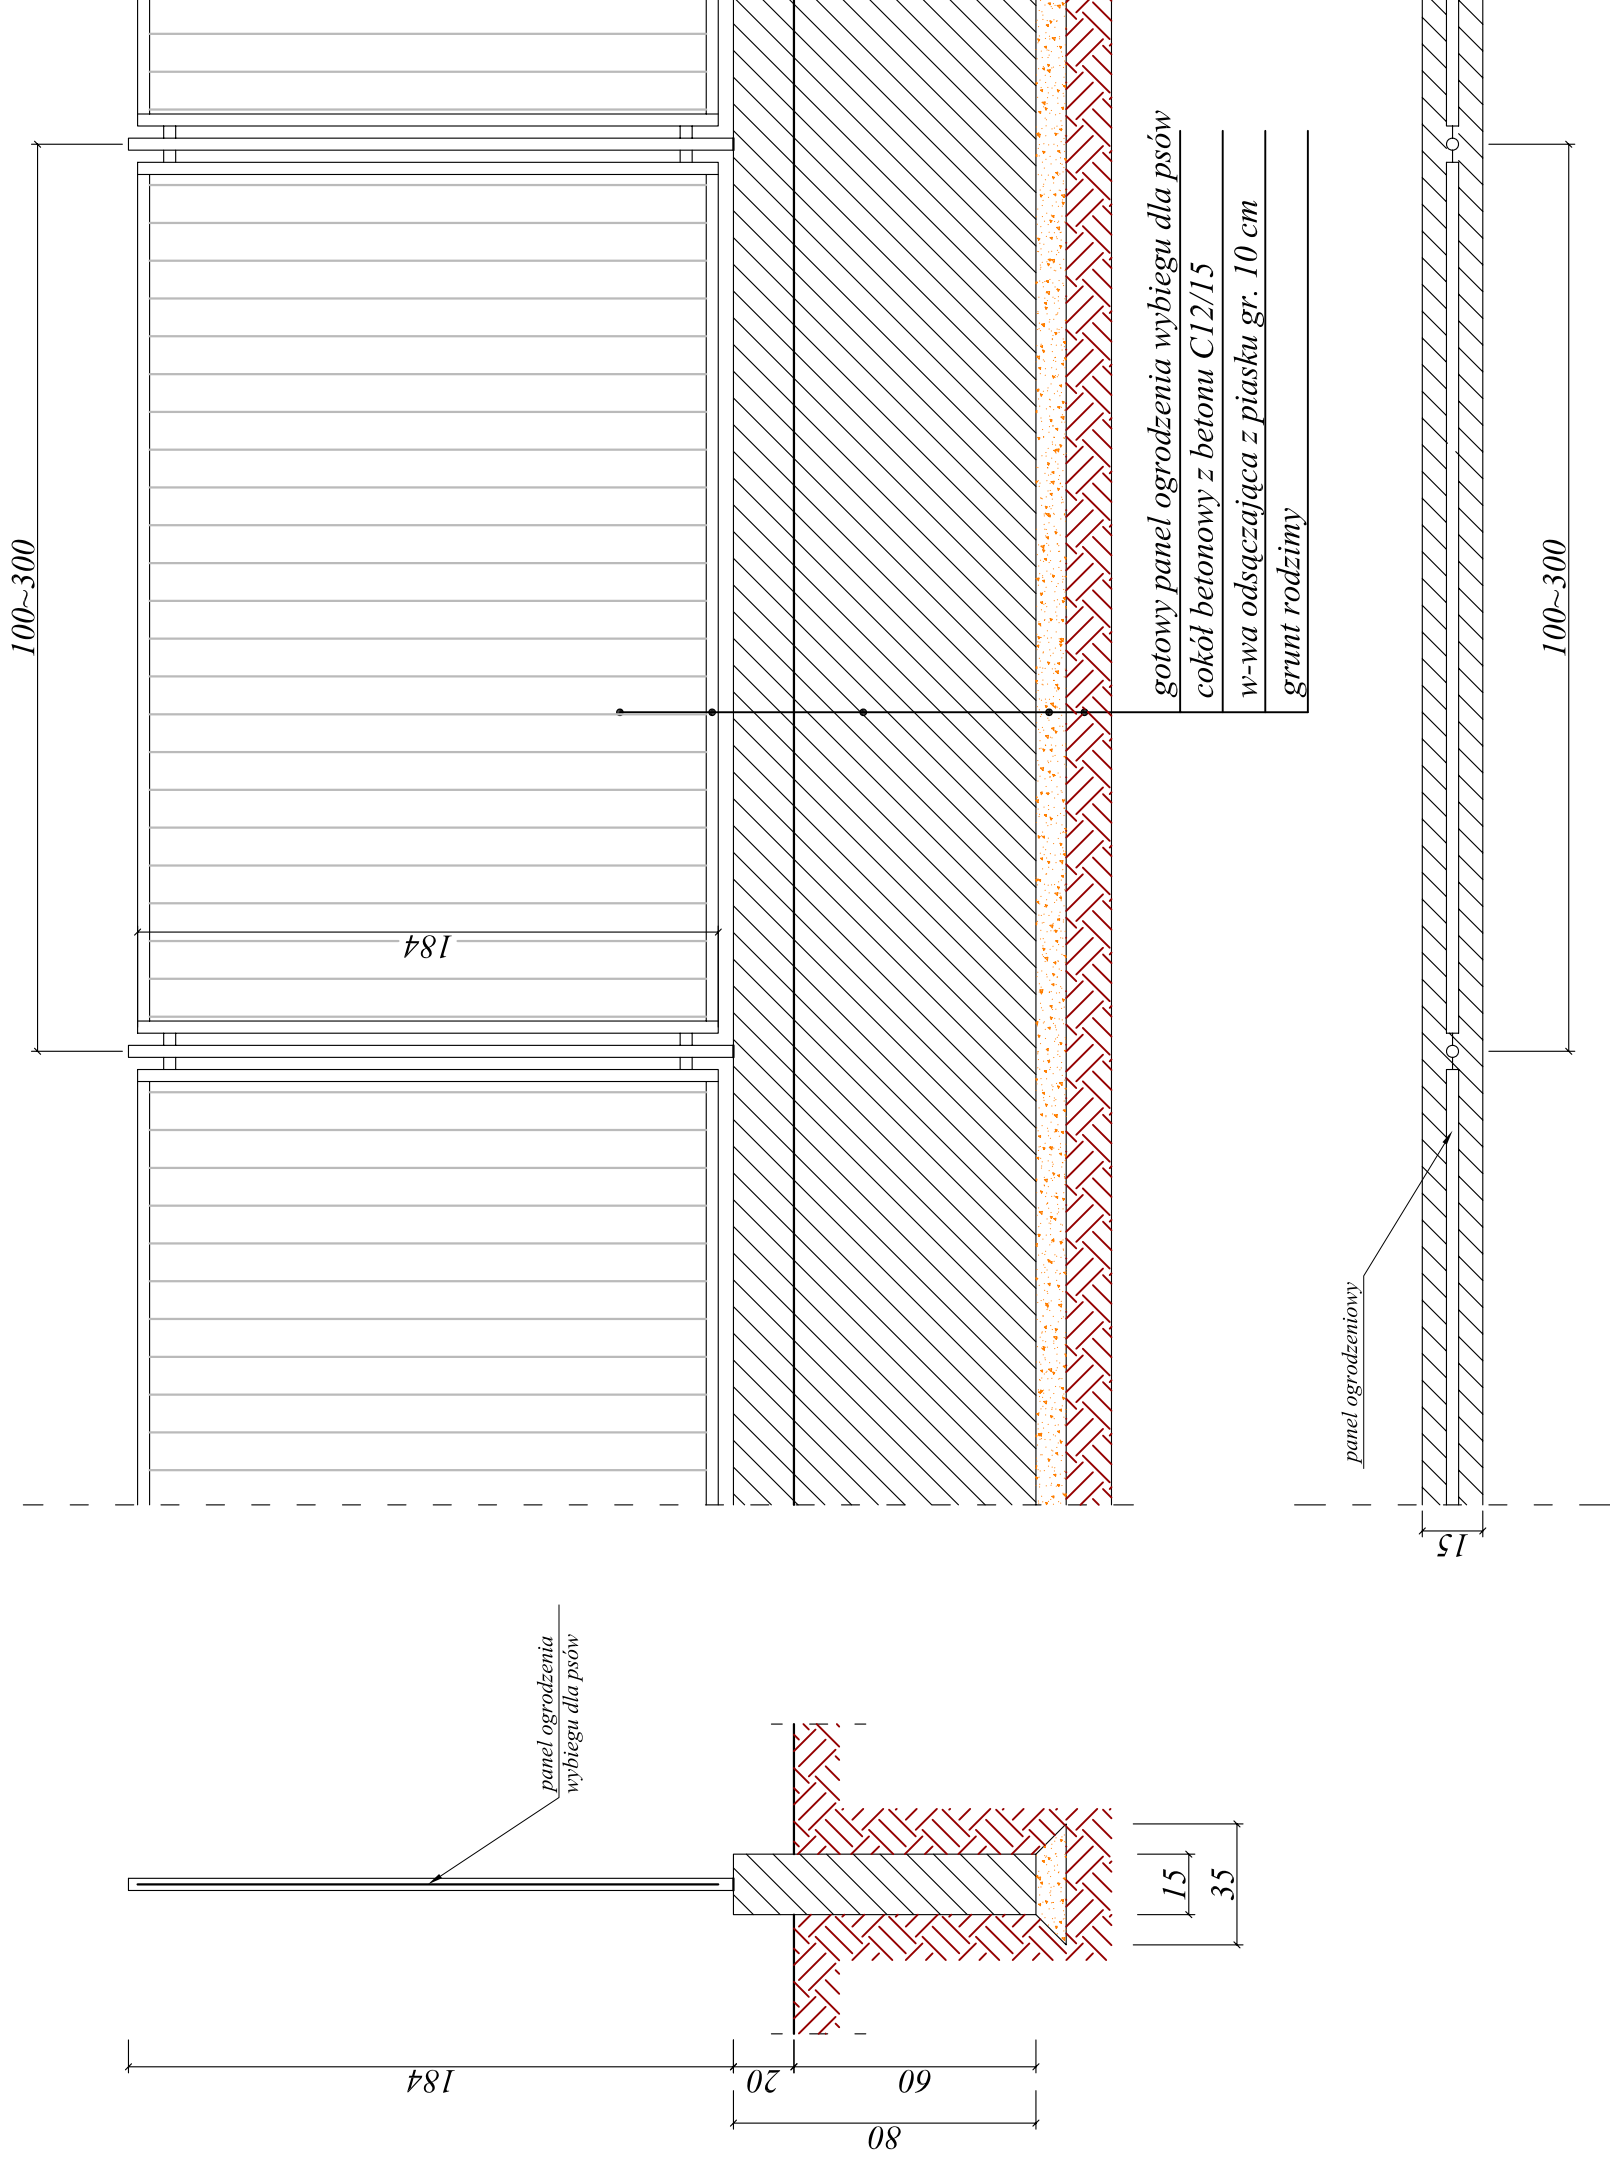 100~300
184
gotowy panel ogrodzenia wybiegu dla psów
cokół betonowy z betonu C12/15
w-wa odsączająca z piasku gr. 10 cm
grunt rodzimy
100~300
panel ogrodzeniowy
15
panel ogrodzenia
wybiegu dla psów
15
35
184
20
60
80